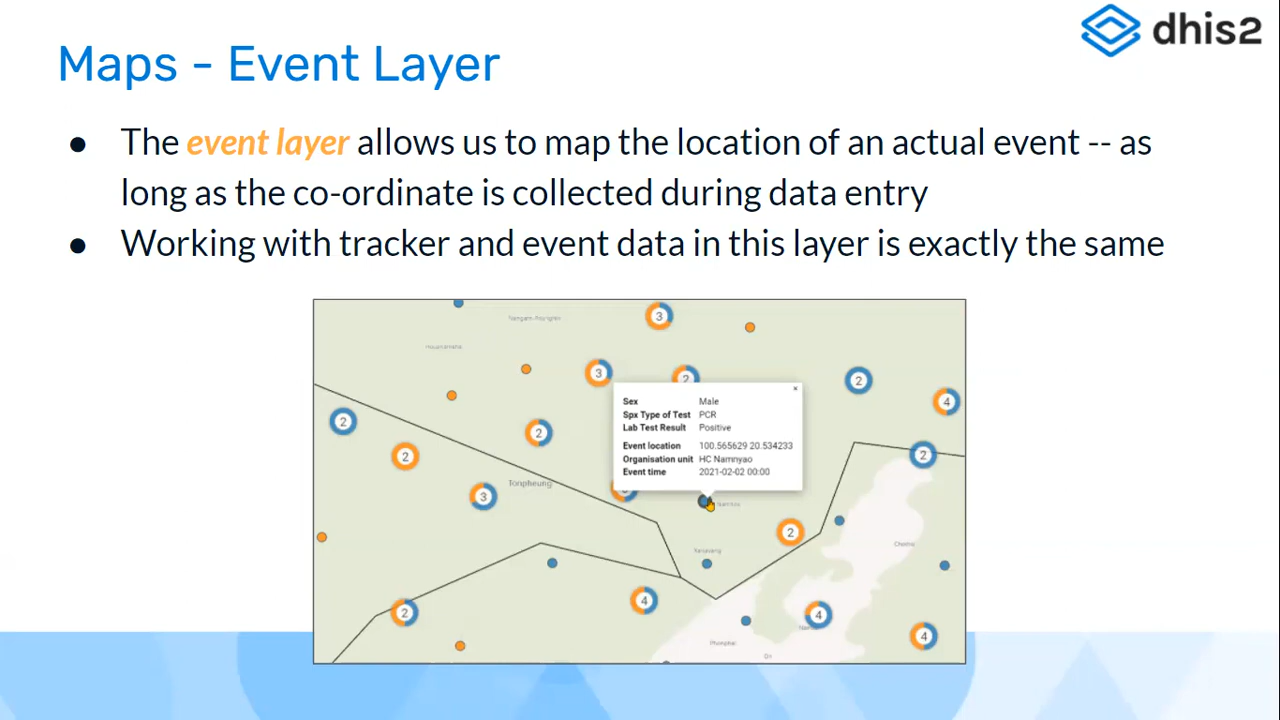 dhis2
Maps - Event Layer
● The event layer allows us to map the location of an actual event -- as
long as the co-ordinate is collected during data entry
● Working with tracker and event data in this layer is exactly the same
3
3
2
2
4
2
2
2
2
3
Tonpheung
Sex Male
Spx Type of Test PCR
Lab Test Result Positive
Event location 100.565629 20.534233
Organisation unit HC Namnyao
Event time 2021-02-02 00:00
×
2
2
4
4
4